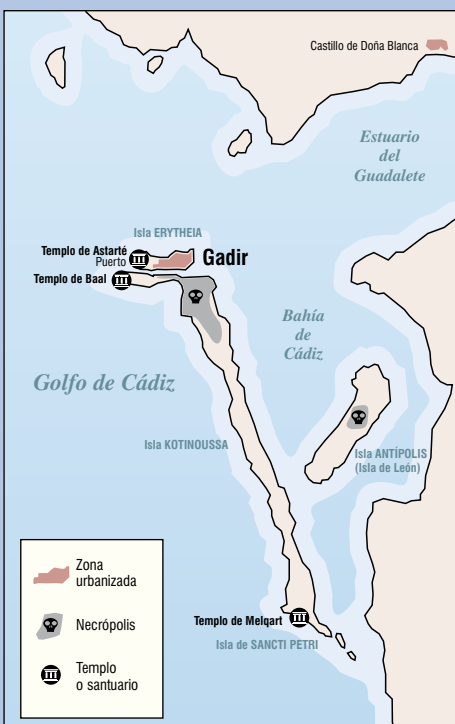 Castillo de Doña Blanca
Estuario
del
Guadalete
Isla ERYTHEIA
Templo de Astarté
Puerto
Gadir
Templo de Baal
Bahía
de
Cádiz
Golfo de Cádiz
Isla KOTINOUSSA
Isla ANTÍPOLIS
(Isla de León)
Templo de Melqart
Isla de SANCTI PETRI
Zona
urbanizada
Necrópolis
Templo
o santuario